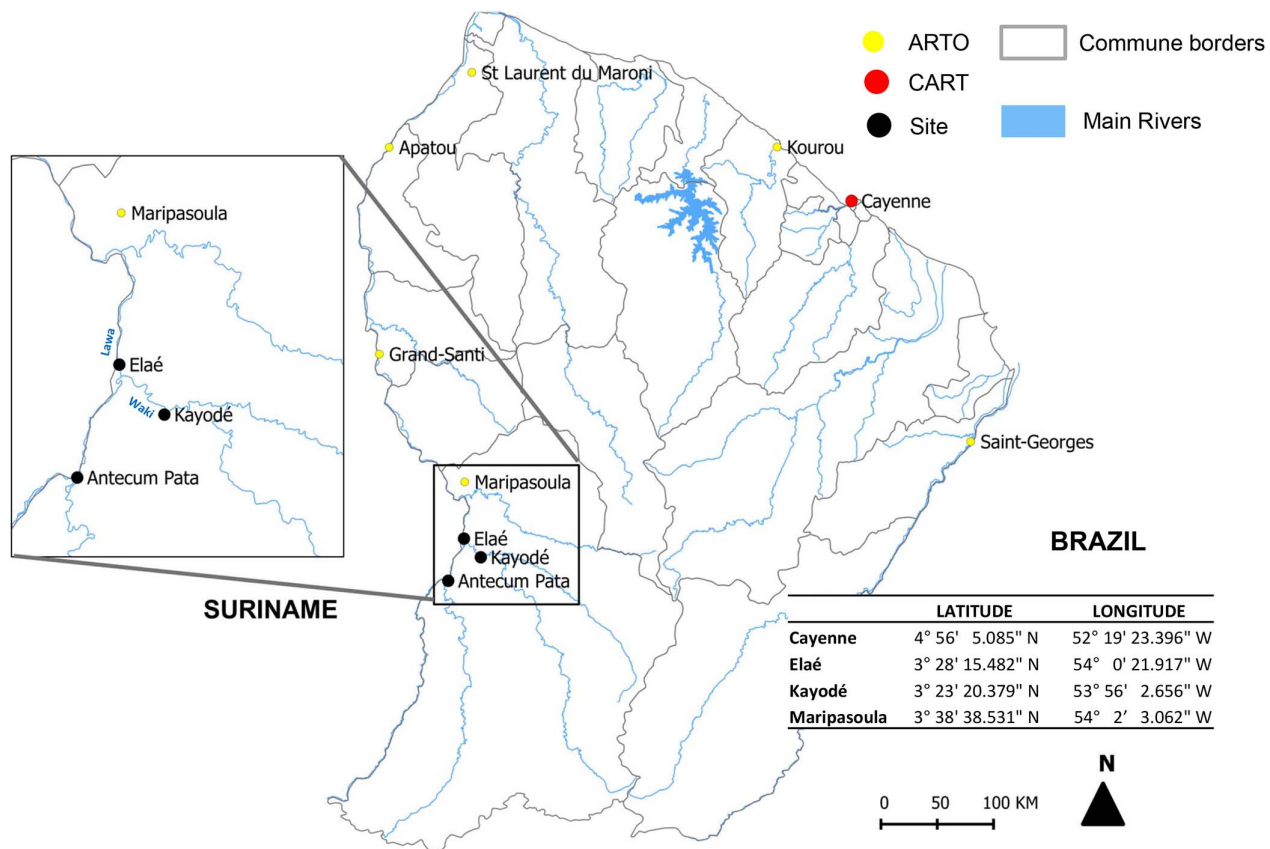 ARTO
Commune borders
CART
Site
Main Rivers
St Laurent du Maroni
Apatou
Kourou
Cayenne
Grand-Santi
Saint-Georges
Maripasoula
Elaé
Kayodé
Antecum Pata
Maripasoula
Lawa
Elaé
Waki
Kayodé
Antecum Pata
SURINAME
BRAZIL
LATITUDE LONGITUDE
Cayenne 4° 56' 5.085" N 52° 19' 23.396" W
Elaé 3° 28' 15.482" N 54° 0' 21.917" W
Kayodé 3° 23' 20.379" N 53° 56' 2.656" W
Maripasoula 3° 38' 38.531" N 54° 2’ 3.062" W
N
0 50 100 KM